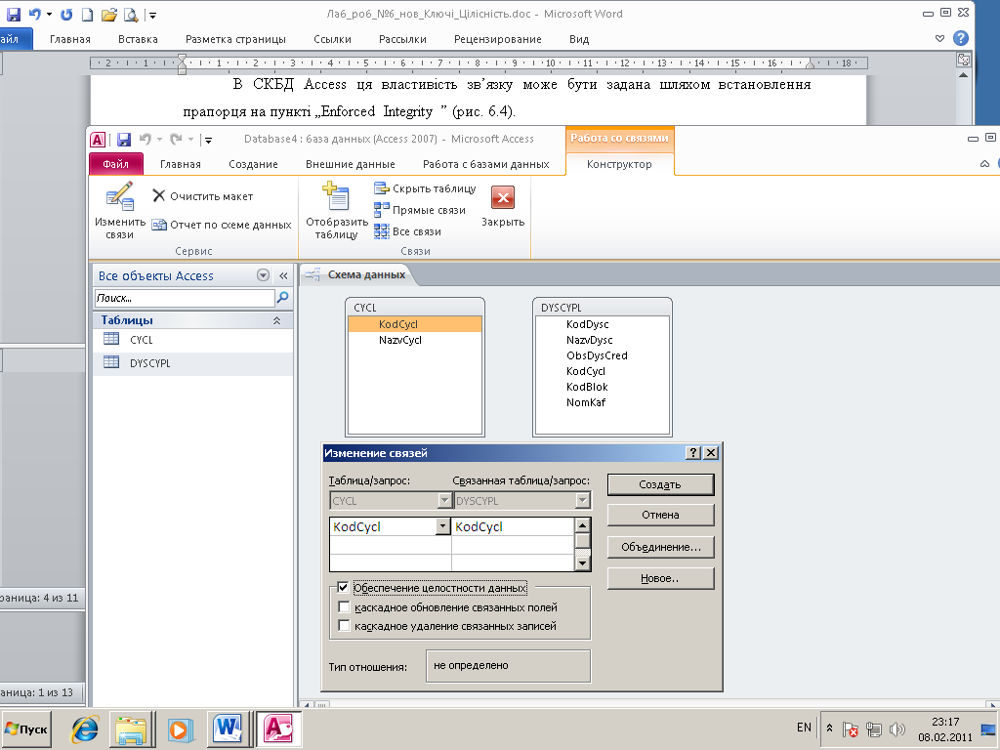 Ла6_ро6_№6_нов_Ключі_Цілісність.doc - Microsoft Word
айл Главная Вставка Разметка страницы Ссылки Рассылки Рецензирование Вид
2 1 1 2 3 4 5 6 7 8 9 10 11 12 13 14 15 16 18
В СКБД Access ця властивість зв’язку може бути задана шляхом встановлення
прапорця на пункті „Enforced Integrity ” (рис. 6.4).
Database4 : база данных (Access 2007) - Microsoft Access
Работа со связями
Файл Главная Создание Внешние данные Работа с базами данных Конструктор
Изменить связи
Очистить макет
Отчет по схеме данных
Сервис
Отобразить таблицу
Скрыть таблицу
Прямые связи
Все связи
Связи
Закрыть
Все объекты Access
Поиск...
Таблицы
CYCL
DYSCYPL
Схема данных
CYCL
KodCycl
NazvCycl
DYSCYPL
KodDysc
NazvDysc
ObsDysCred
KodCycl
KodBlok
NomKaf
Изменение связей
Таблица/запрос: Связанная таблица/запрос:
CYCL DYSCYPL
KodCycl KodCycl
Создать
Отмена
Объединение...
Новое..
Обеспечение целостности данных
каскадное обновление связанных полей
каскадное удаление связанных записей
Тип отношения: не определено
раница: 4 из 11
аница: 1 из 13
Пуск
EN
23:17
08.02.2011